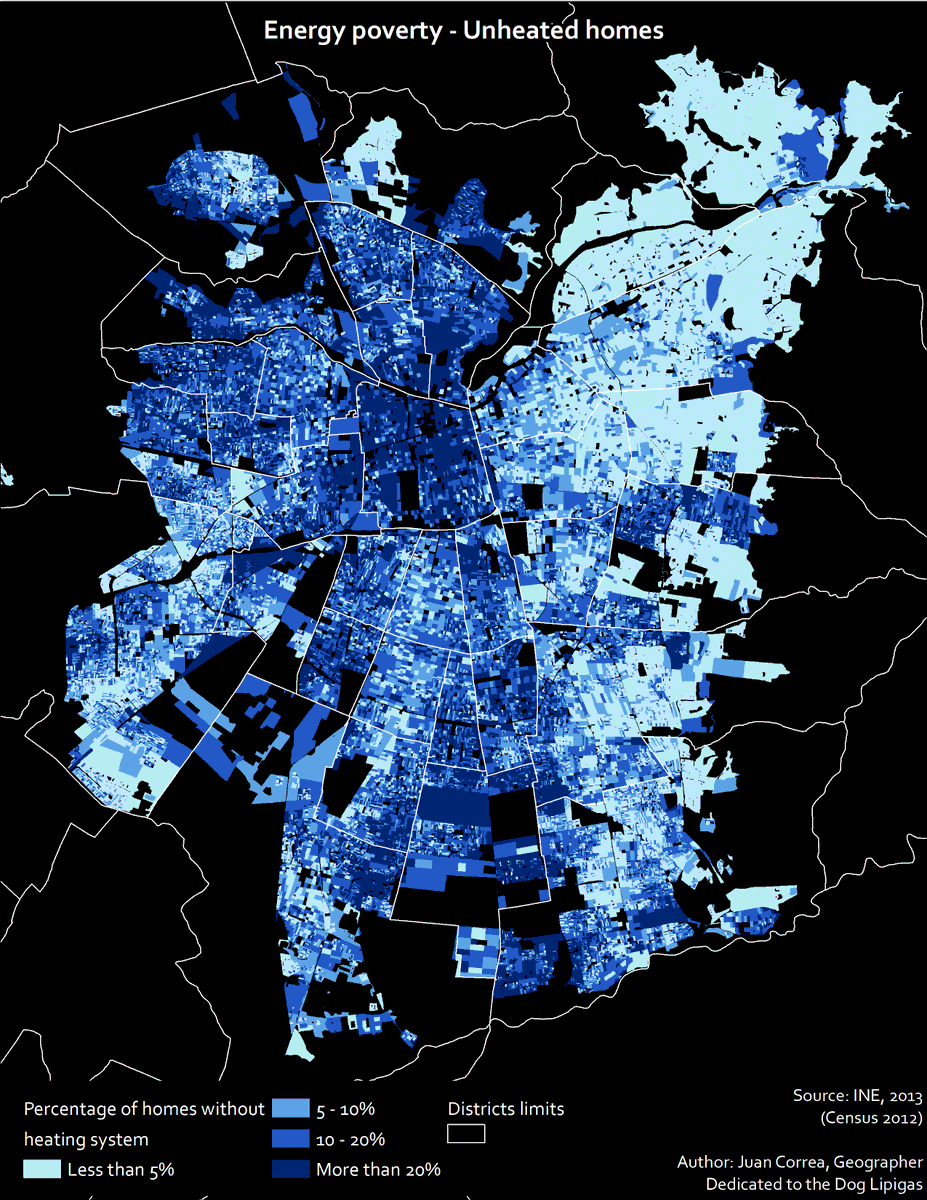 Energy poverty - Unheated homes
Percentage of homes without
heating system
Less than 5%
5 - 10%
10 - 20%
More than 20%
Districts limits
Source: INE, 2013
(Census 2012)
Author: Juan Correa, Geographer
Dedicated to the Dog Lipigas